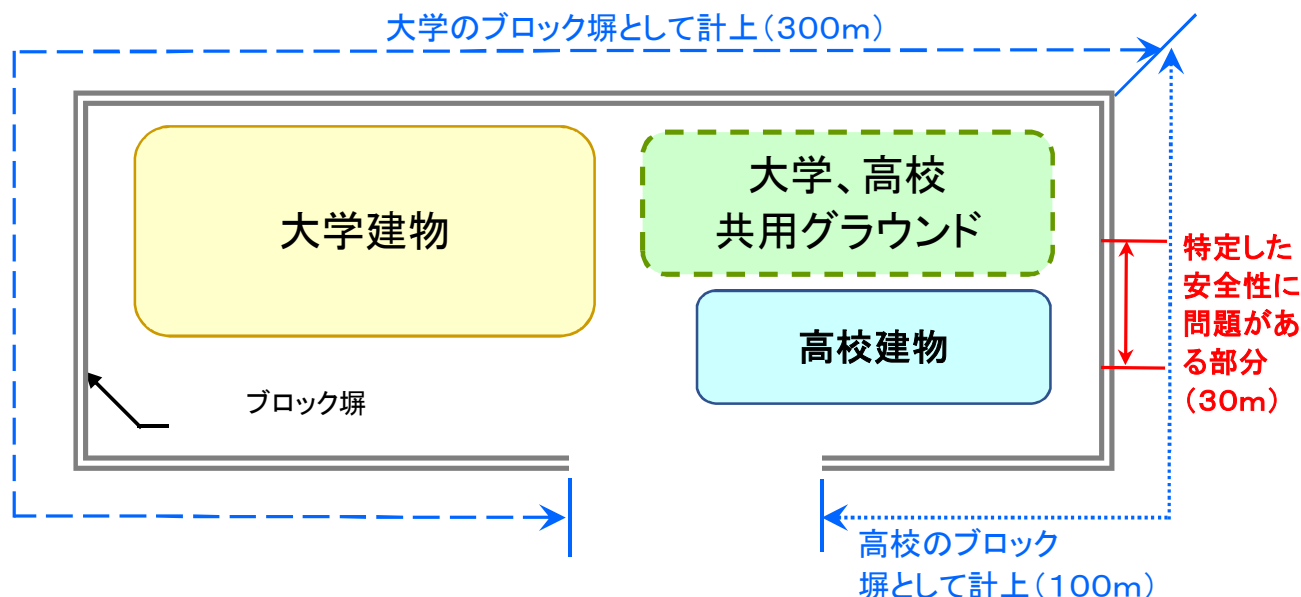 大学のブロック塀として計上（３００ｍ）
大学建物
大学、高校
共用グラウンド
特定した
安全性に
問題があ
る部分
（３０ｍ）
高校建物
ブロック塀
高校のブロック
塀として計上（１００ｍ）